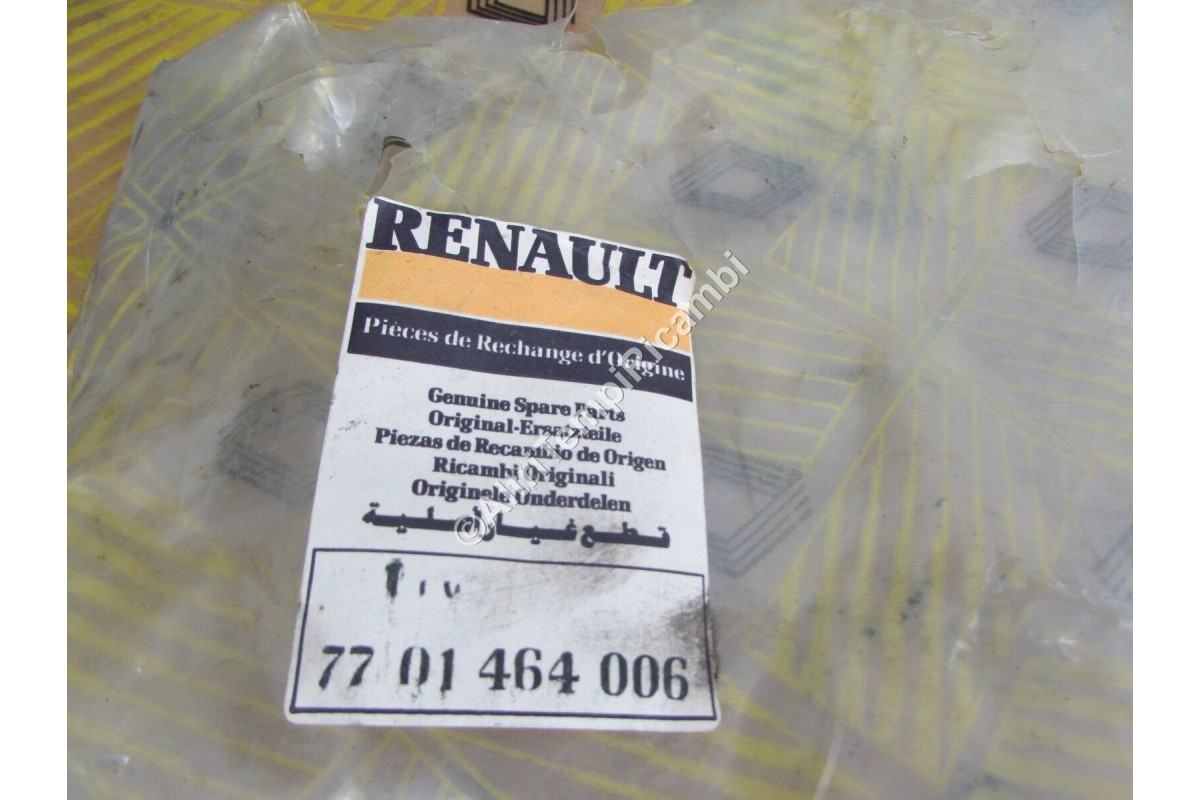 RENAULT
Pièces de Rechange d'Origine
Genuine Spare Parts
Original-Ersatzteile
Piezas de Recambio de Origen
Ricambi Originali
Originele Onderdelen
قطع غيار أصلية
77 01 464 006
©AltriTempiRicambi